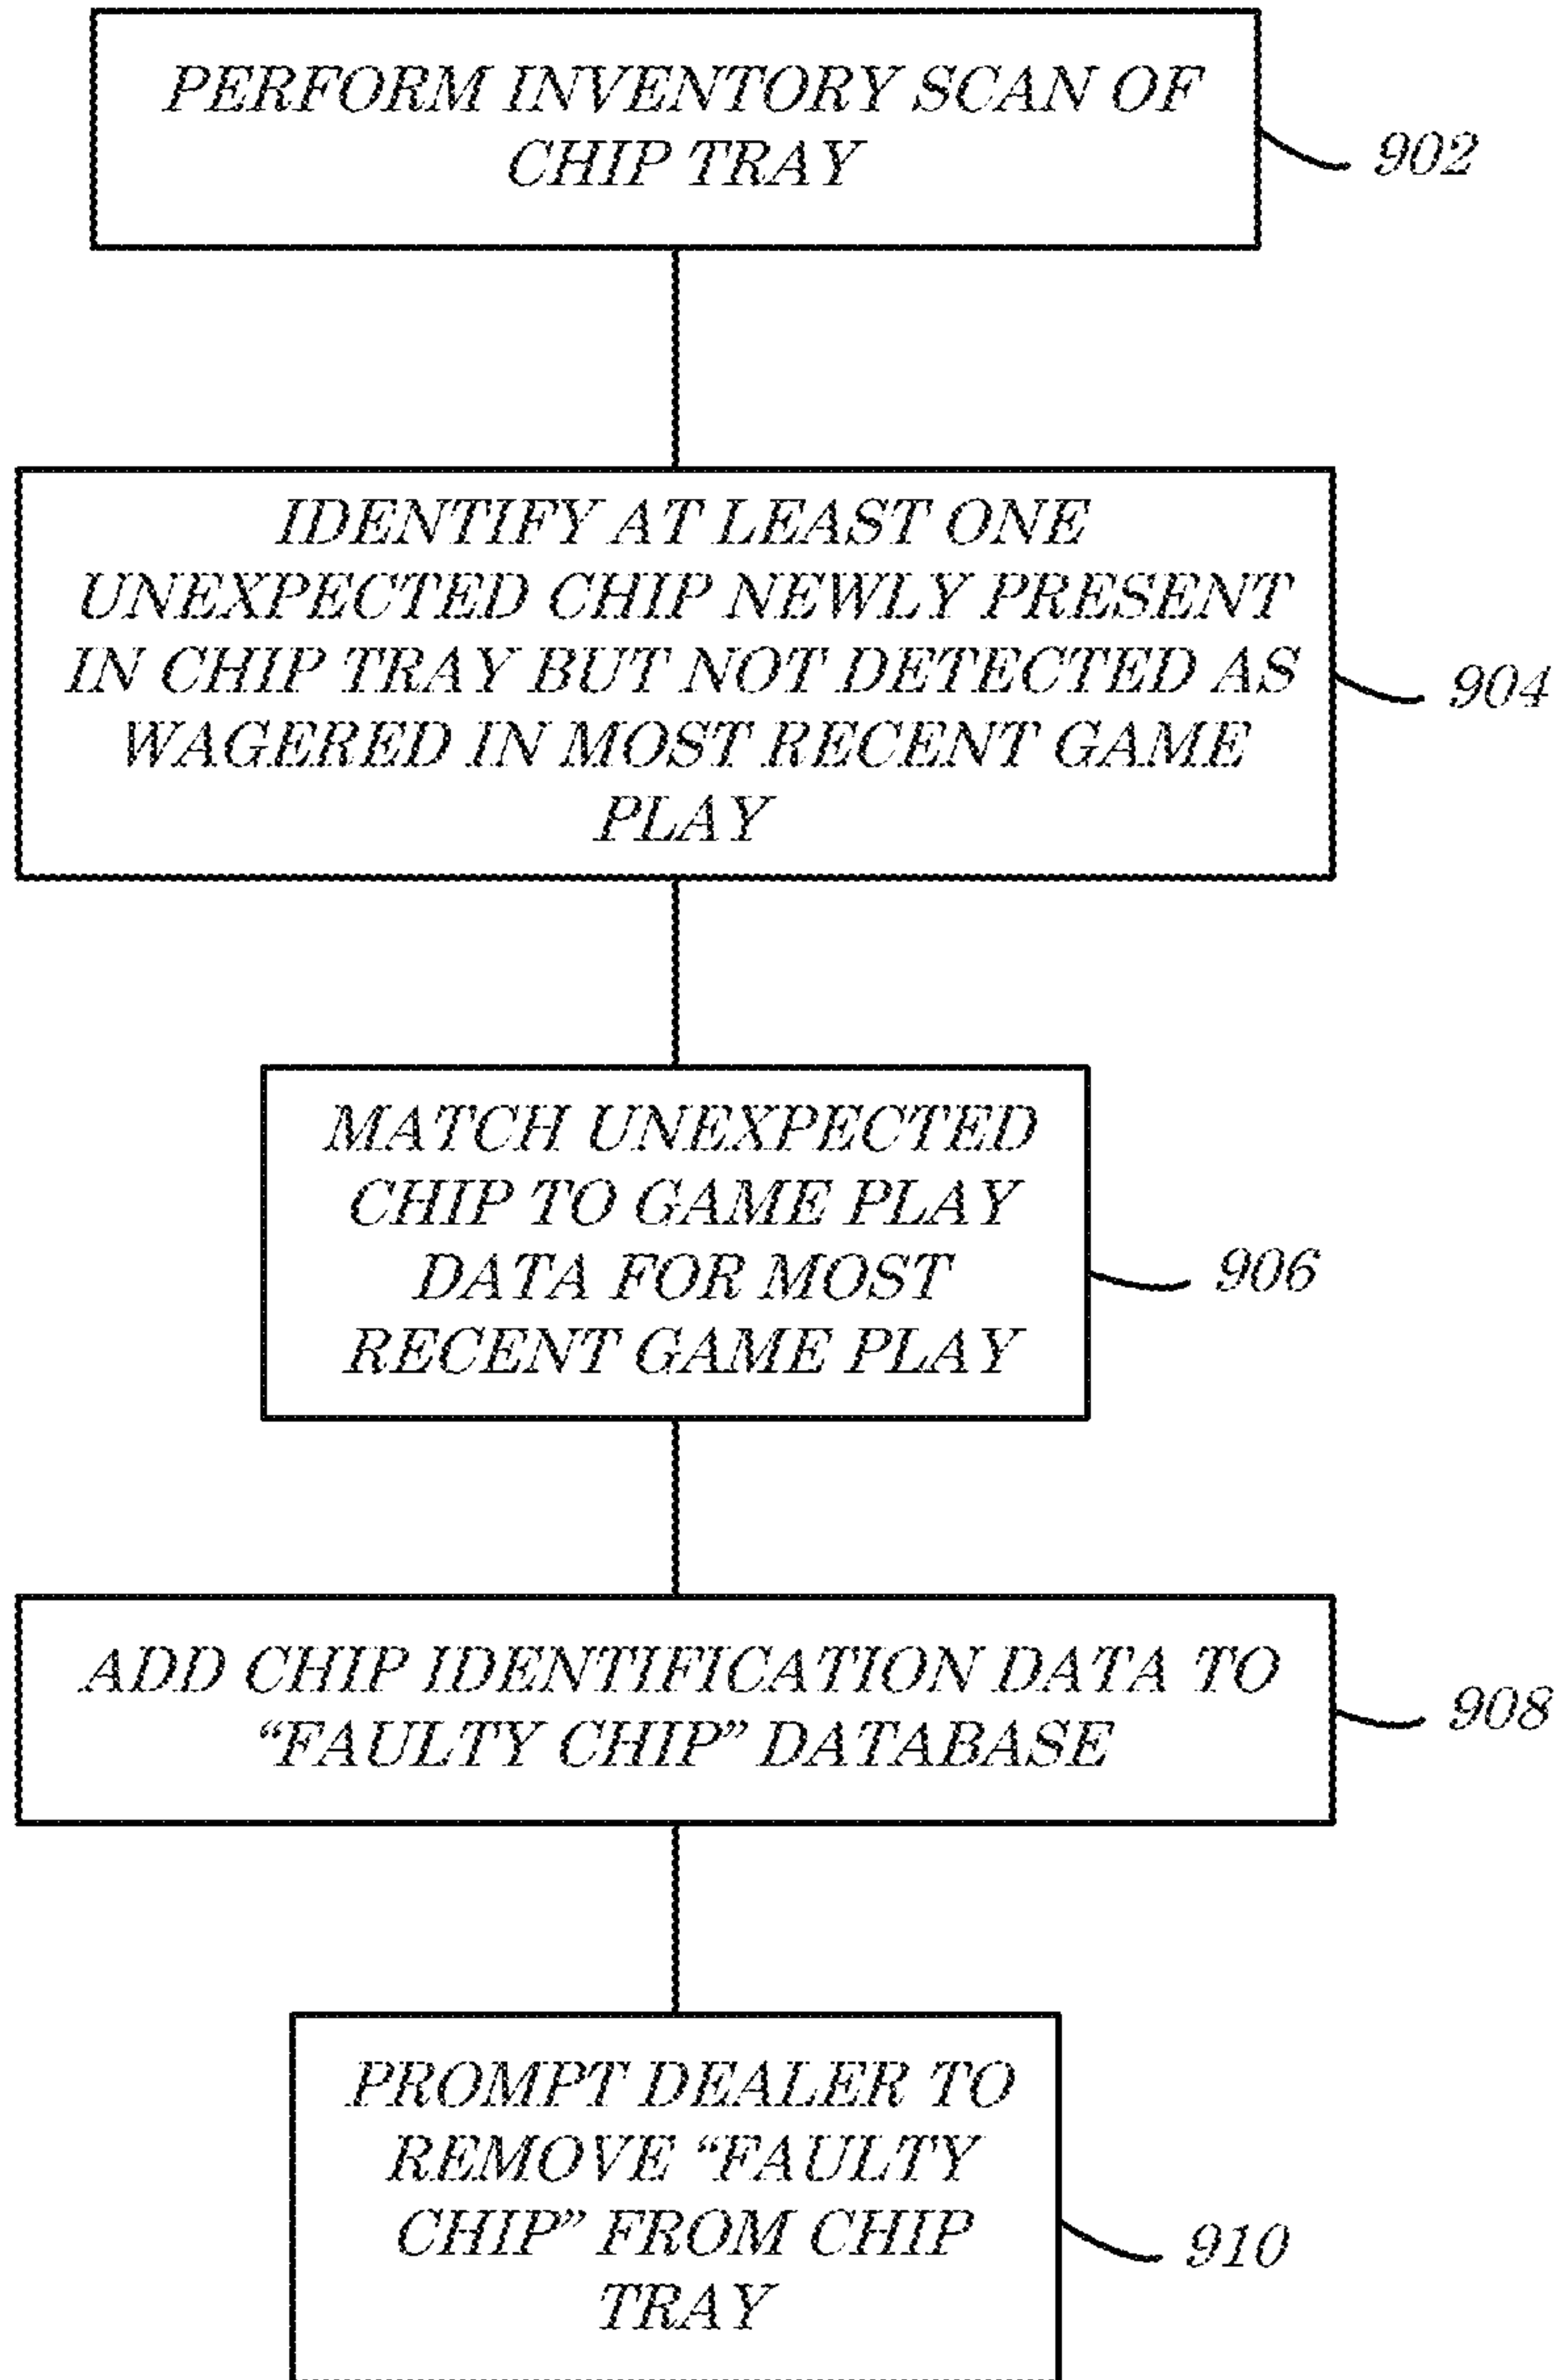 PERFORM INVENTORY SCAN OF
CHIP TRAY
902
IDENTIFY AT LEAST ONE
UNEXPECTED CHIP NEWLY PRESENT
IN CHIP TRAY BUT NOT DETECTED AS
WAGERED IN MOST RECENT GAME
PLAY
904
MATCH UNEXPECTED
CHIP TO GAME PLAY
DATA FOR MOST
RECENT GAME PLAY
906
ADD CHIP IDENTIFICATION DATA TO
“FAULTY CHIP” DATABASE
908
PROMPT DEALER TO
REMOVE “FAULTY
CHIP” FROM CHIP
TRAY
910